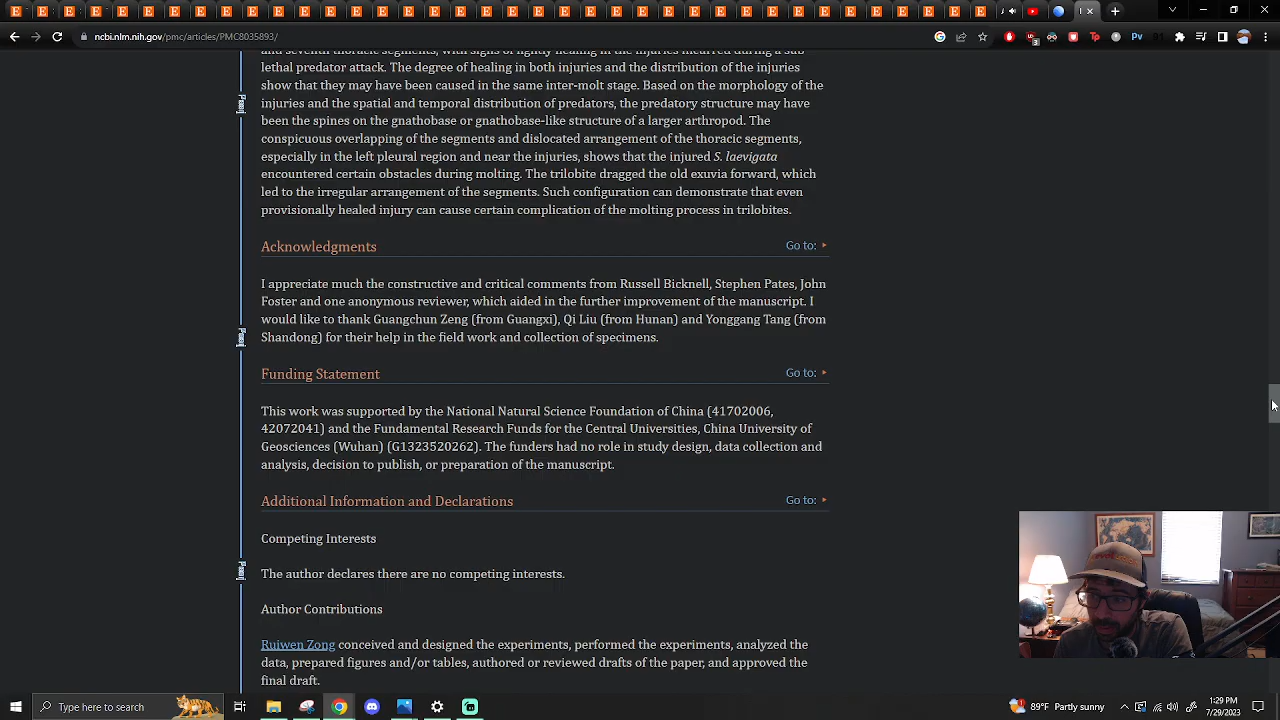 ncbi.nlm.nih.gov/pmc/articles/PMC8035893/
lethal predator attack. The degree of healing in both injuries and the distribution of the injuries
show that they may have been caused in the same inter-molt stage. Based on the morphology of the
injuries and the spatial and temporal distribution of predators, the predatory structure may have
been the spines on the gnathobase or gnathobase-like structure of a larger arthropod. The
conspicuous overlapping of the segments and dislocated arrangement of the thoracic segments,
especially in the left pleural region and near the injuries, shows that the injured S. laevigata
encountered certain obstacles during molting. The trilobite dragged the old exuvia forward, which
led to the irregular arrangement of the segments. Such configuration can demonstrate that even
provisionally healed injury can cause certain complication of the molting process in trilobites.
Acknowledgments Go to:
I appreciate much the constructive and critical comments from Russell Bicknell, Stephen Pates, John
Foster and one anonymous reviewer, which aided in the further improvement of the manuscript. I
would like to thank Guangchun Zeng (from Guangxi), Qi Liu (from Hunan) and Yonggang Tang (from
Shandong) for their help in the field work and collection of specimens.
Funding Statement Go to:
This work was supported by the National Natural Science Foundation of China (41702006,
42072041) and the Fundamental Research Funds for the Central Universities, China University of
Geosciences (Wuhan) (G1323520262). The funders had no role in study design, data collection and
analysis, decision to publish, or preparation of the manuscript.
Additional Information and Declarations Go to:
Competing Interests
The author declares there are no competing interests.
Author Contributions
Ruiwen Zong conceived and designed the experiments, performed the experiments, analyzed the
data, prepared figures and/or tables, authored or reviewed drafts of the paper, and approved the
final draft.
Type here to search
89°F Partly sunny
1:29 PM
7/29/2023